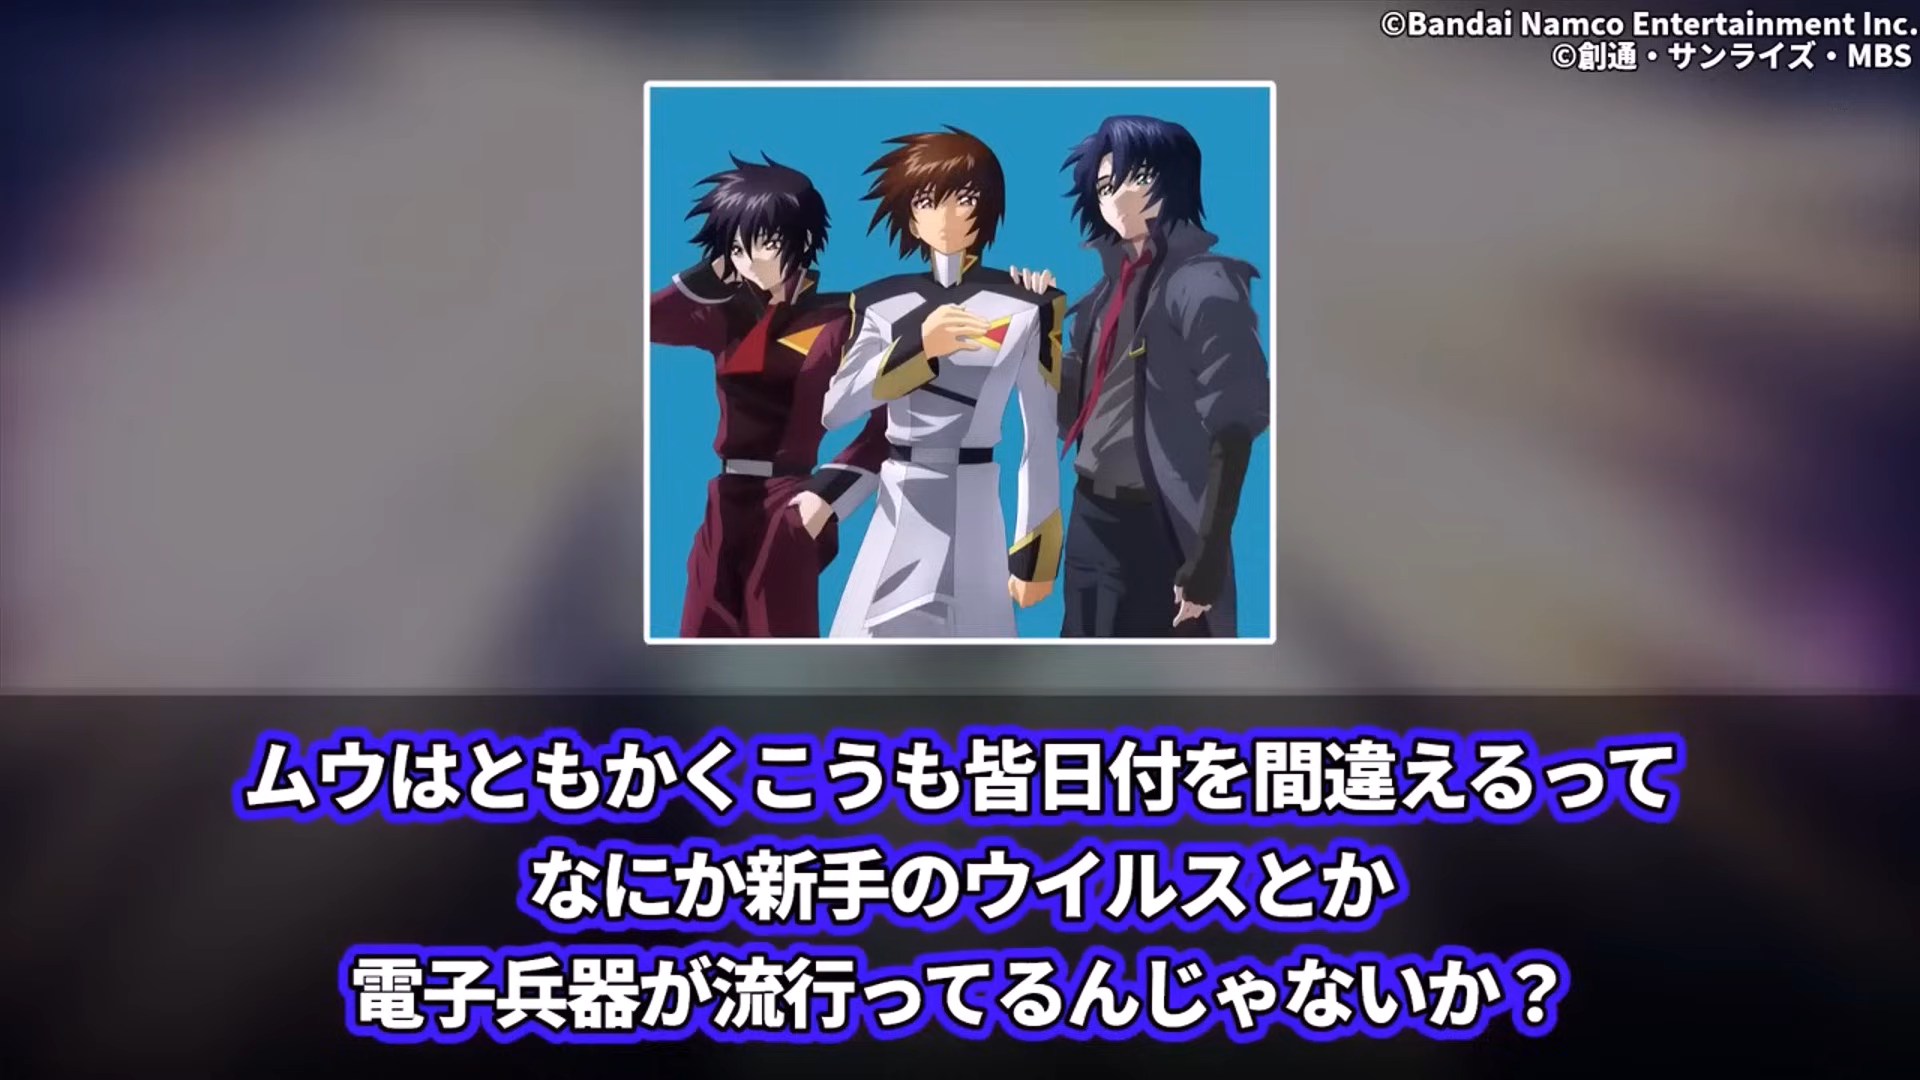 ©Bandai Namco Entertainment Inc.
©創通・サンライズ・MBS
ムウはともかくこうも皆日付を間違えるって
なにか新手のウイルスとか
電子兵器が流行ってるんじゃないか？